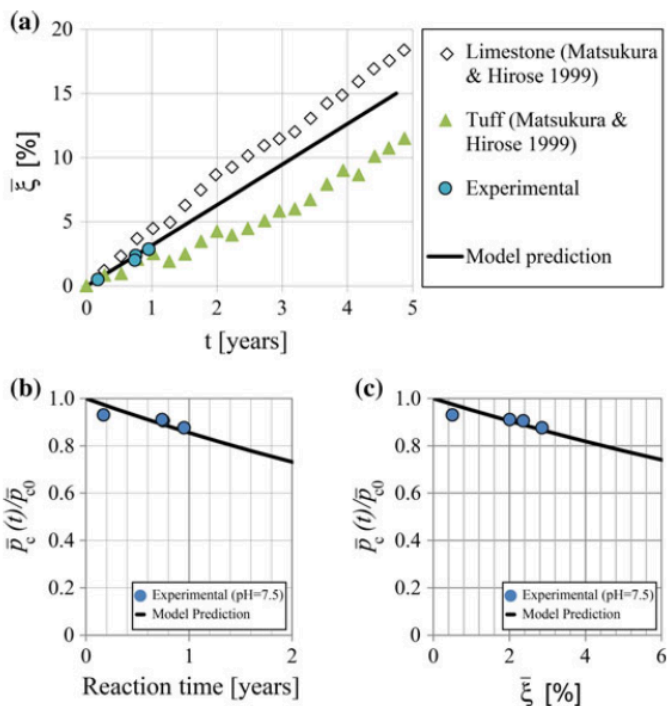 (a)
20
15
10
5
0
ξ̄ [%]
0 1 2 3 4 5
t [years]
Limestone (Matsukura
& Hirose 1999)
Tuff (Matsukura &
Hirose 1999)
Experimental
Model prediction
(b)
1.0
0.8
0.6
0.4
0.2
0
p̄c(t)/p̄c0
Experimental (pH=7.5)
Model Prediction
0 1 2
Reaction time [years]
(c)
1.0
0.8
0.6
0.4
0.2
0
p̄c(t)/p̄c0
Experimental (pH=7.5)
Model Prediction
0 2 4 6
ξ̄ [%]